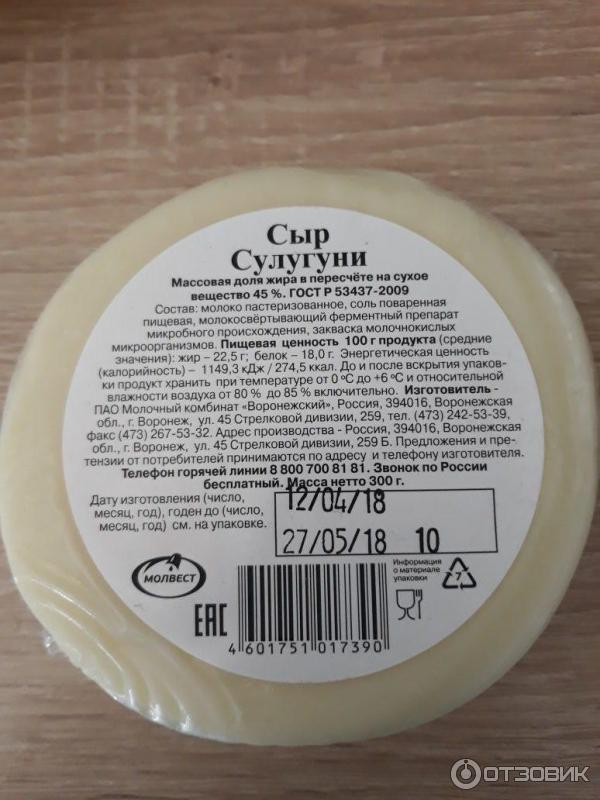 Сыр
Сулугуни
Массовая доля жира в пересчёте на сухое
вещество 45 %. ГОСТ Р 53437-2009
Состав: молоко пастеризованное, соль поваренная
пищевая, молокосвёртывающий ферментный препарат
микробного происхождения, закваска молочнокислых
микроорганизмов. Пищевая ценность 100 г продукта (средние
значения): жир – 22,5 г; белок – 18,0 г. Энергетическая ценность
(калорийность) – 1149,3 кДж / 274,5 ккал. До и после вскрытия упаков-
ки продукт хранить при температуре от 0 ºС до +6 ºС и относительной
влажности воздуха от 80 % до 85 % включительно. Изготовитель -
ПАО Молочный комбинат «Воронежский», Россия, 394016, Воронежская
обл., г. Воронеж, ул. 45 Стрелковой дивизии, 259, тел. (473) 242-53-39,
факс (473) 267-53-32. Адрес производства - Россия, 394016, Воронежская
обл., г. Воронеж, ул. 45 Стрелковой дивизии, 259 Б. Предложения и пре-
тензии от потребителей принимаются по адресу и телефону изготовителя.
Телефон горячей линии 8 800 700 81 81. Звонок по России
бесплатный. Масса нетто 300 г.
Дату изготовления (число,
месяц, год), годен до (число,
месяц, год) см. на упаковке.
12/04/18
27/05/18 10
МОЛВЕСТ
Информация
о материале
упаковки
7
ЕАС
4 601751 017390
ОТЗОВИК